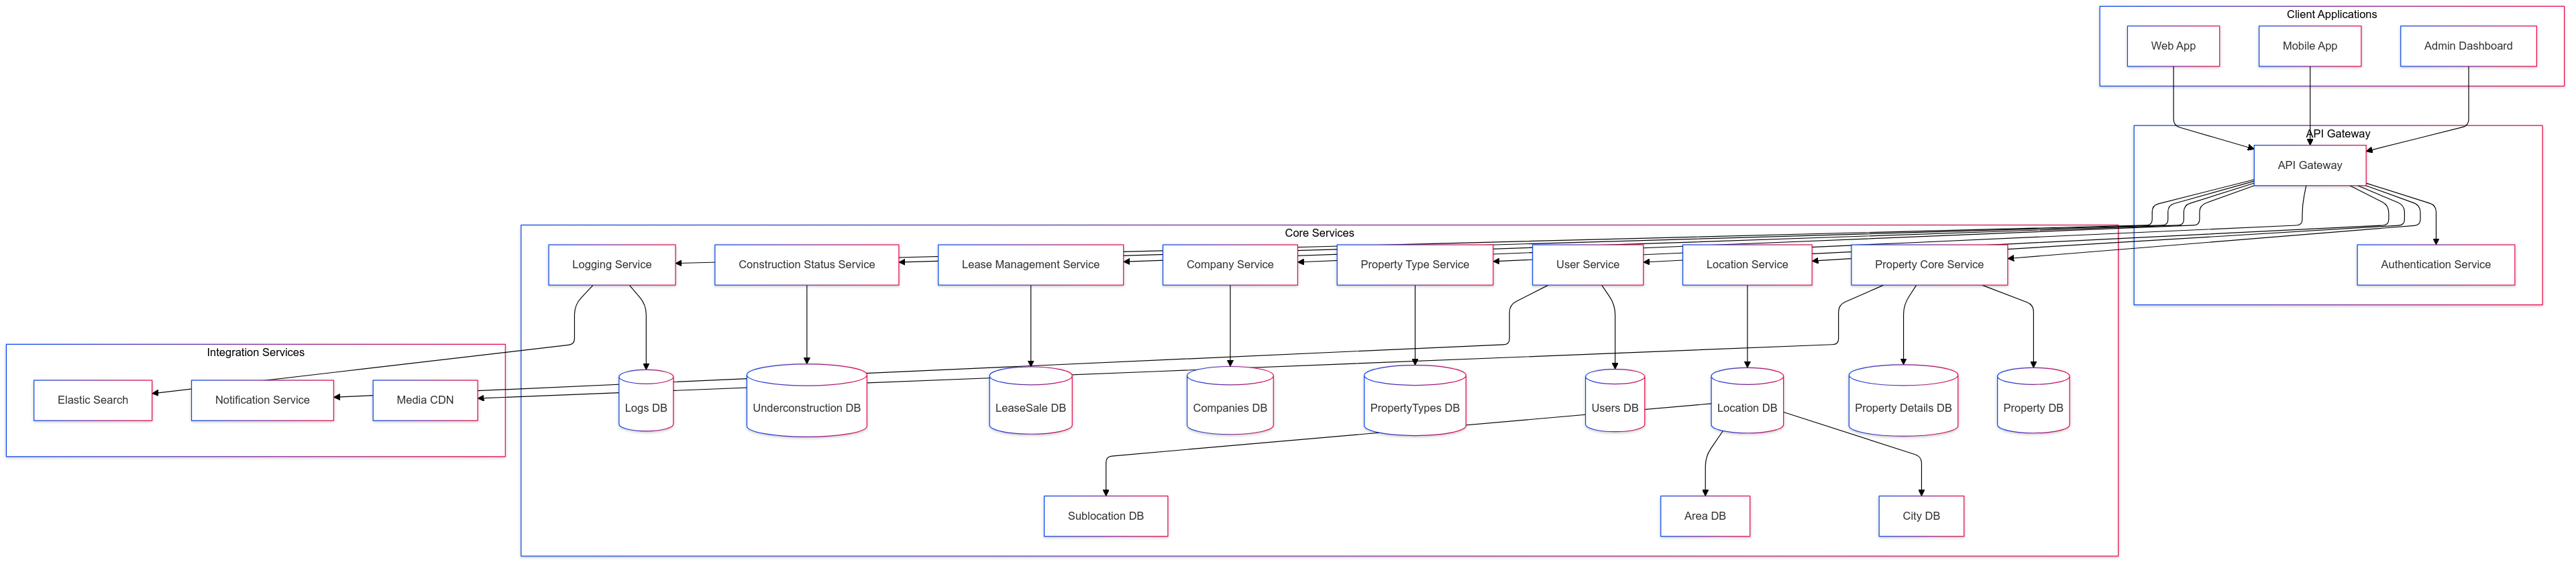 Client Applications
Web App
Mobile App
Admin Dashboard
API Gateway
API Gateway
Authentication Service
Core Services
Logging Service
Construction Status Service
Lease Management Service
Company Service
Property Type Service
User Service
Location Service
Property Core Service
Integration Services
Elastic Search
Notification Service
Media CDN
Logs DB
Underconstruction DB
LeaseSale DB
Companies DB
PropertyTypes DB
Users DB
Location DB
Property Details DB
Property DB
Sublocation DB
Area DB
City DB